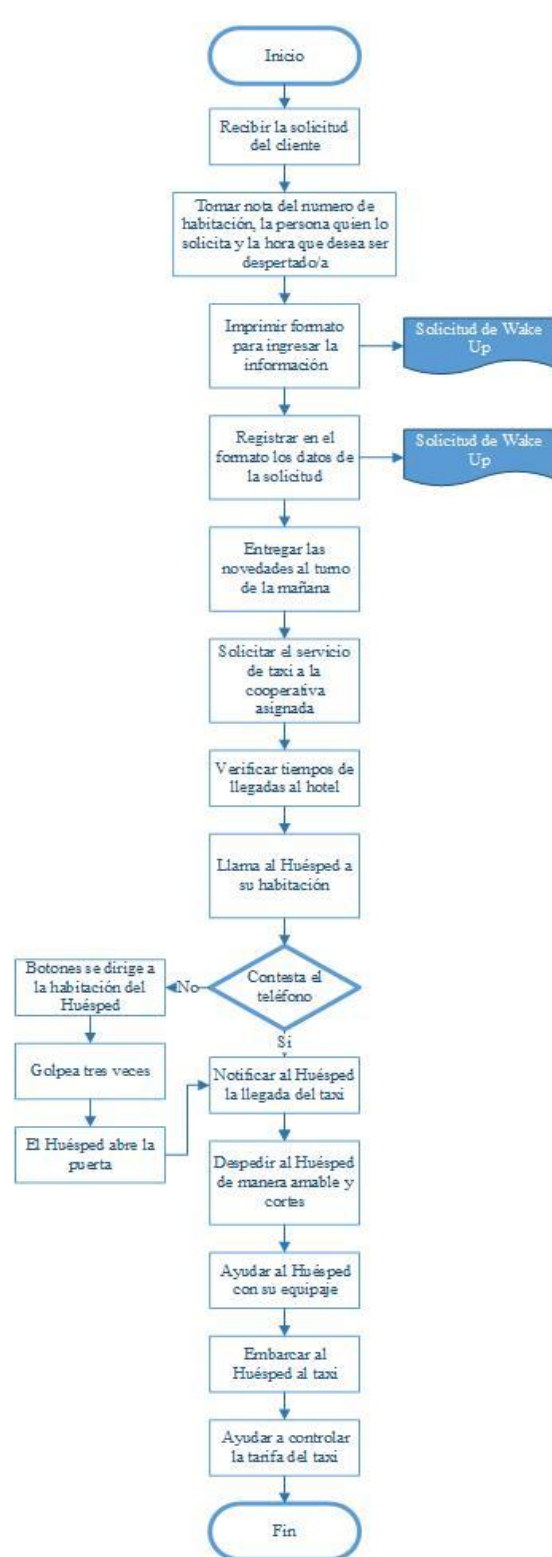 Inicio
Recibir la solicitud
del cliente
Tomar nota del numero de
habitación, la persona quien lo
solicita y la hora que desea ser
despertado/a
Imprimir formato
para ingresar la
información
Solicitud de Wake
Up
Registrar en el
formato los datos de
la solicitud
Solicitud de Wake
Up
Entregar las
novedades al turno
de la mañana
Solicitar el servicio
de taxi a la
cooperativa
asignada
Verificar tiempos de
llegadas al hotel
Llama al Huésped a
su habitación
Contesta el
teléfono
No
Botones se dirige a
la habitación del
Huésped
Golpea tres veces
El Huésped abre la
puerta
Si
Notificar al Huésped
la llegada del taxi
Despedir al Huésped
de manera amable y
cortes
Ayudar al Huésped
con su equipaje
Embarcar al
Huésped al taxi
Ayudar a controlar
la tarifa del taxi
Fin